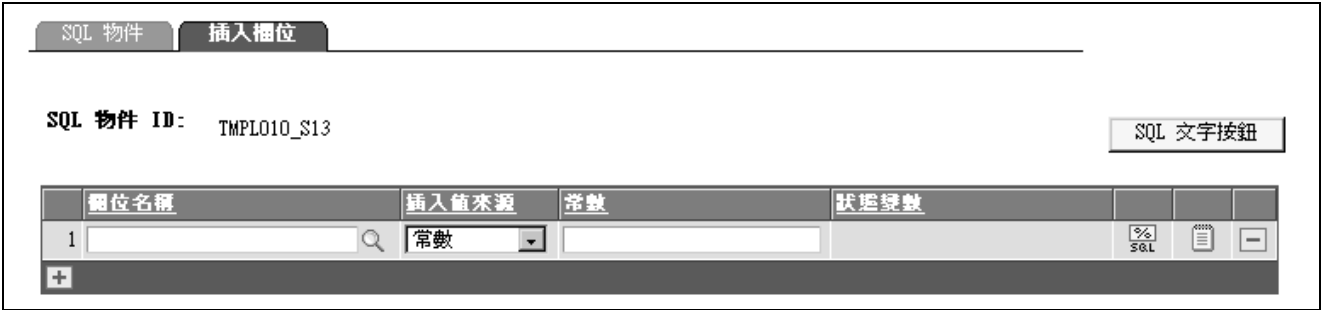 SQL 物件 插入欄位
SQL 物件 ID: TMPL010_S13
SQL 文字按鈕
欄位名稱 插入值來源 常數 狀態變數
1 常數 % SQL